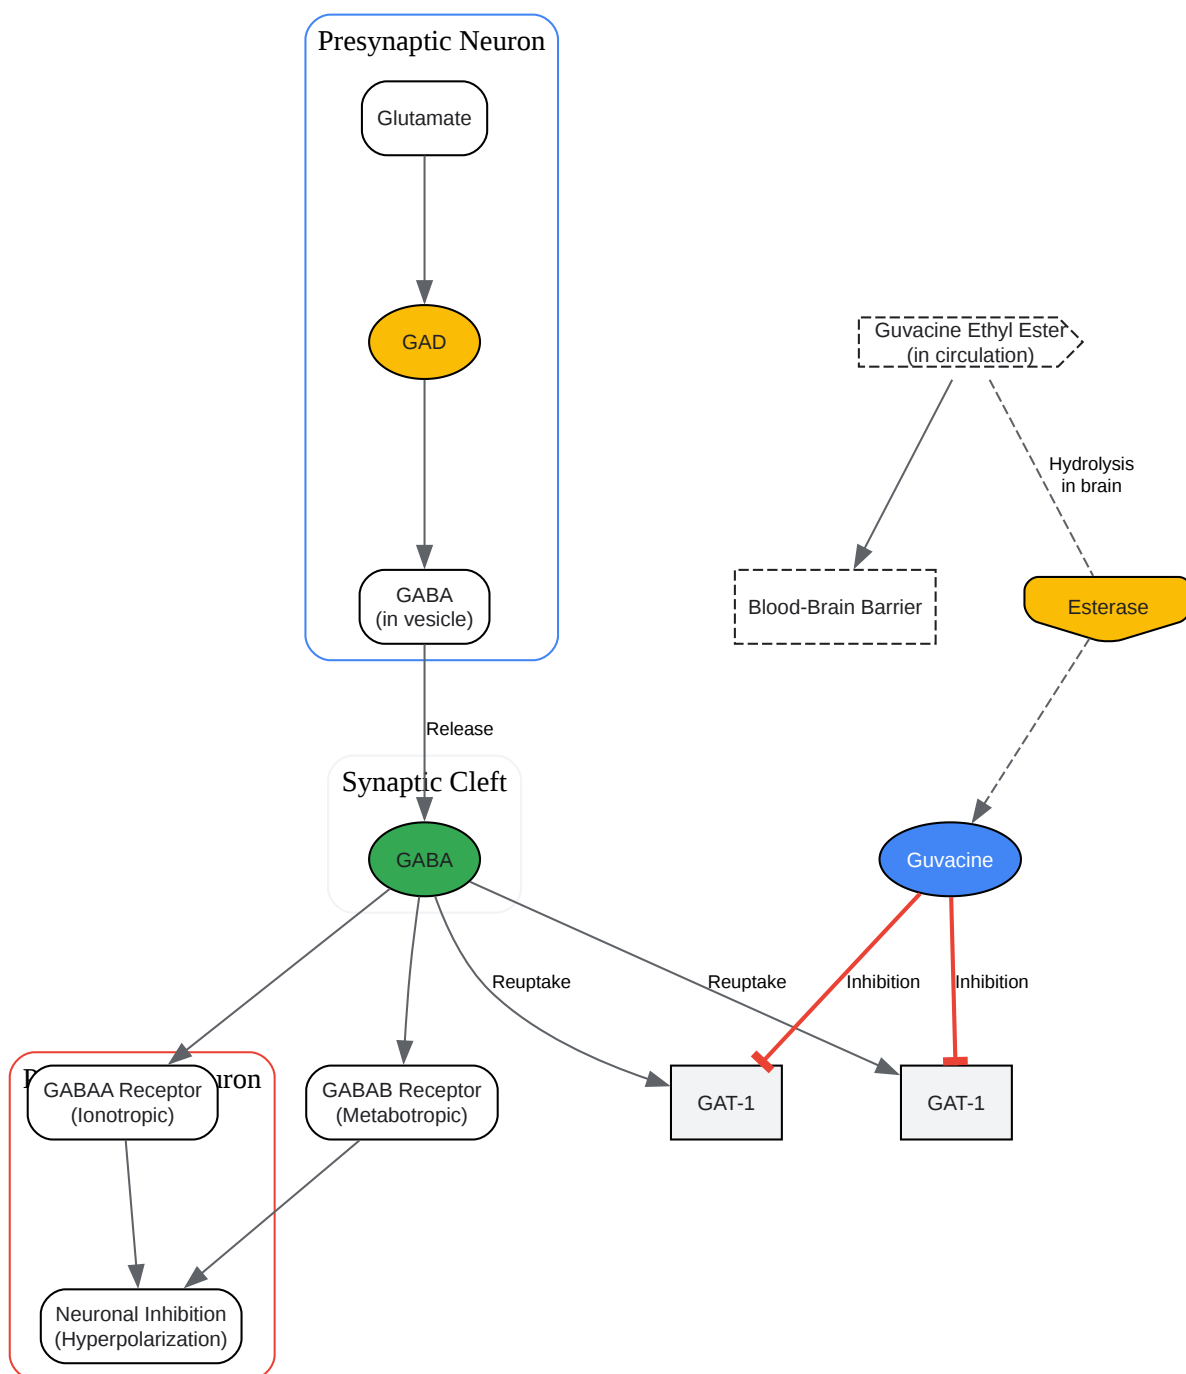 Presynaptic Neuron
Glutamate
GAD
Guvacine Ethyl Ester
(in circulation)
Hydrolysis
in brain
GABA
(in vesicle)
Blood-Brain Barrier
Esterase
Release
Synaptic Cleft
GABA
Guvacine
Reuptake
Reuptake
Inhibition
Inhibition
GABAA Receptor
(Ionotropic)
GABAB Receptor
(Metabotropic)
GAT-1
GAT-1
Neuronal Inhibition
(Hyperpolarization)